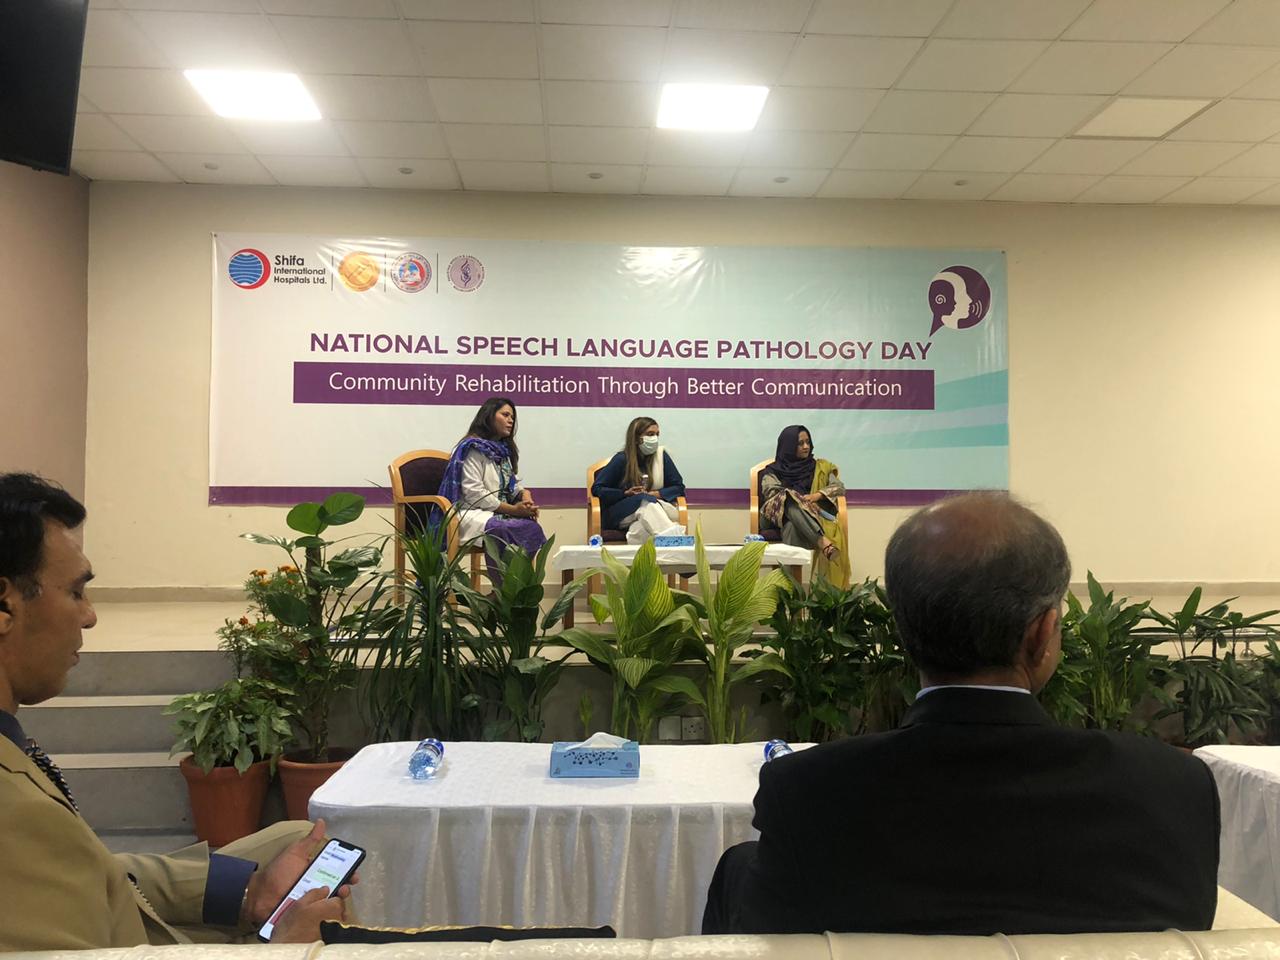 Shifa
International
Hospitals Ltd.
NATIONAL SPEECH LANGUAGE PATHOLOGY DAY
Community Rehabilitation Through Better Communication